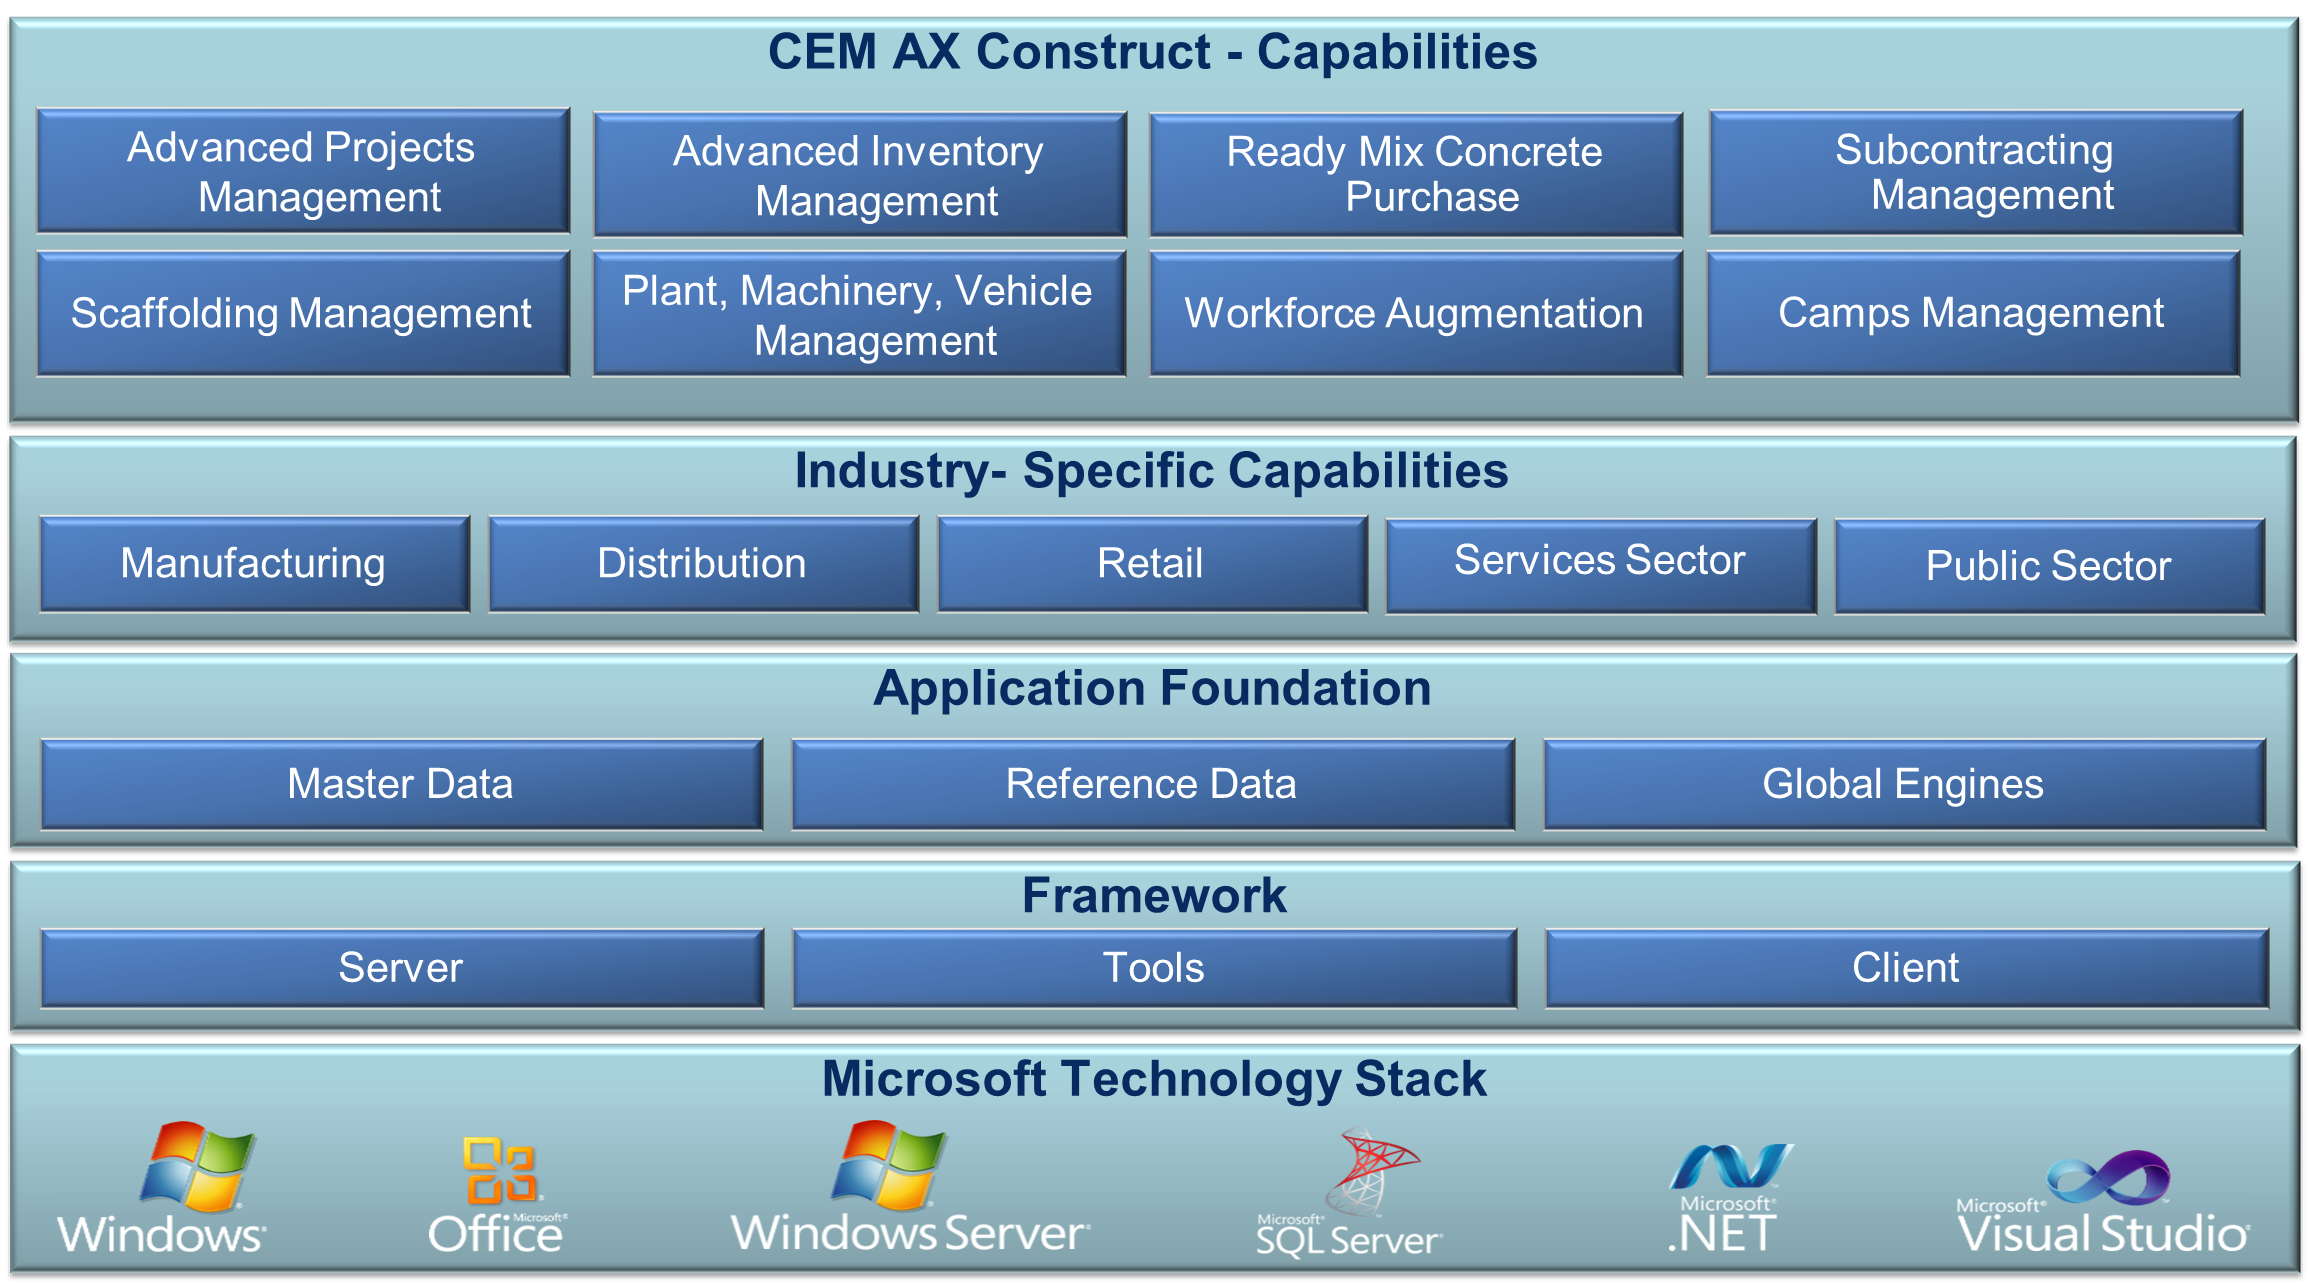 CEM AX Construct - Capabilities
Advanced Projects
Management
Advanced Inventory
Management
Ready Mix Concrete
Purchase
Subcontracting
Management
Scaffolding Management
Plant, Machinery, Vehicle
Management
Workforce Augmentation
Camps Management
Industry- Specific Capabilities
Manufacturing
Distribution
Retail
Services Sector
Public Sector
Application Foundation
Master Data
Reference Data
Global Engines
Framework
Server
Tools
Client
Microsoft Technology Stack
Windows®
Microsoft®
Office
Windows Server®
Microsoft®
SQL Server®
Microsoft®
.NET
Microsoft®
Visual Studio®